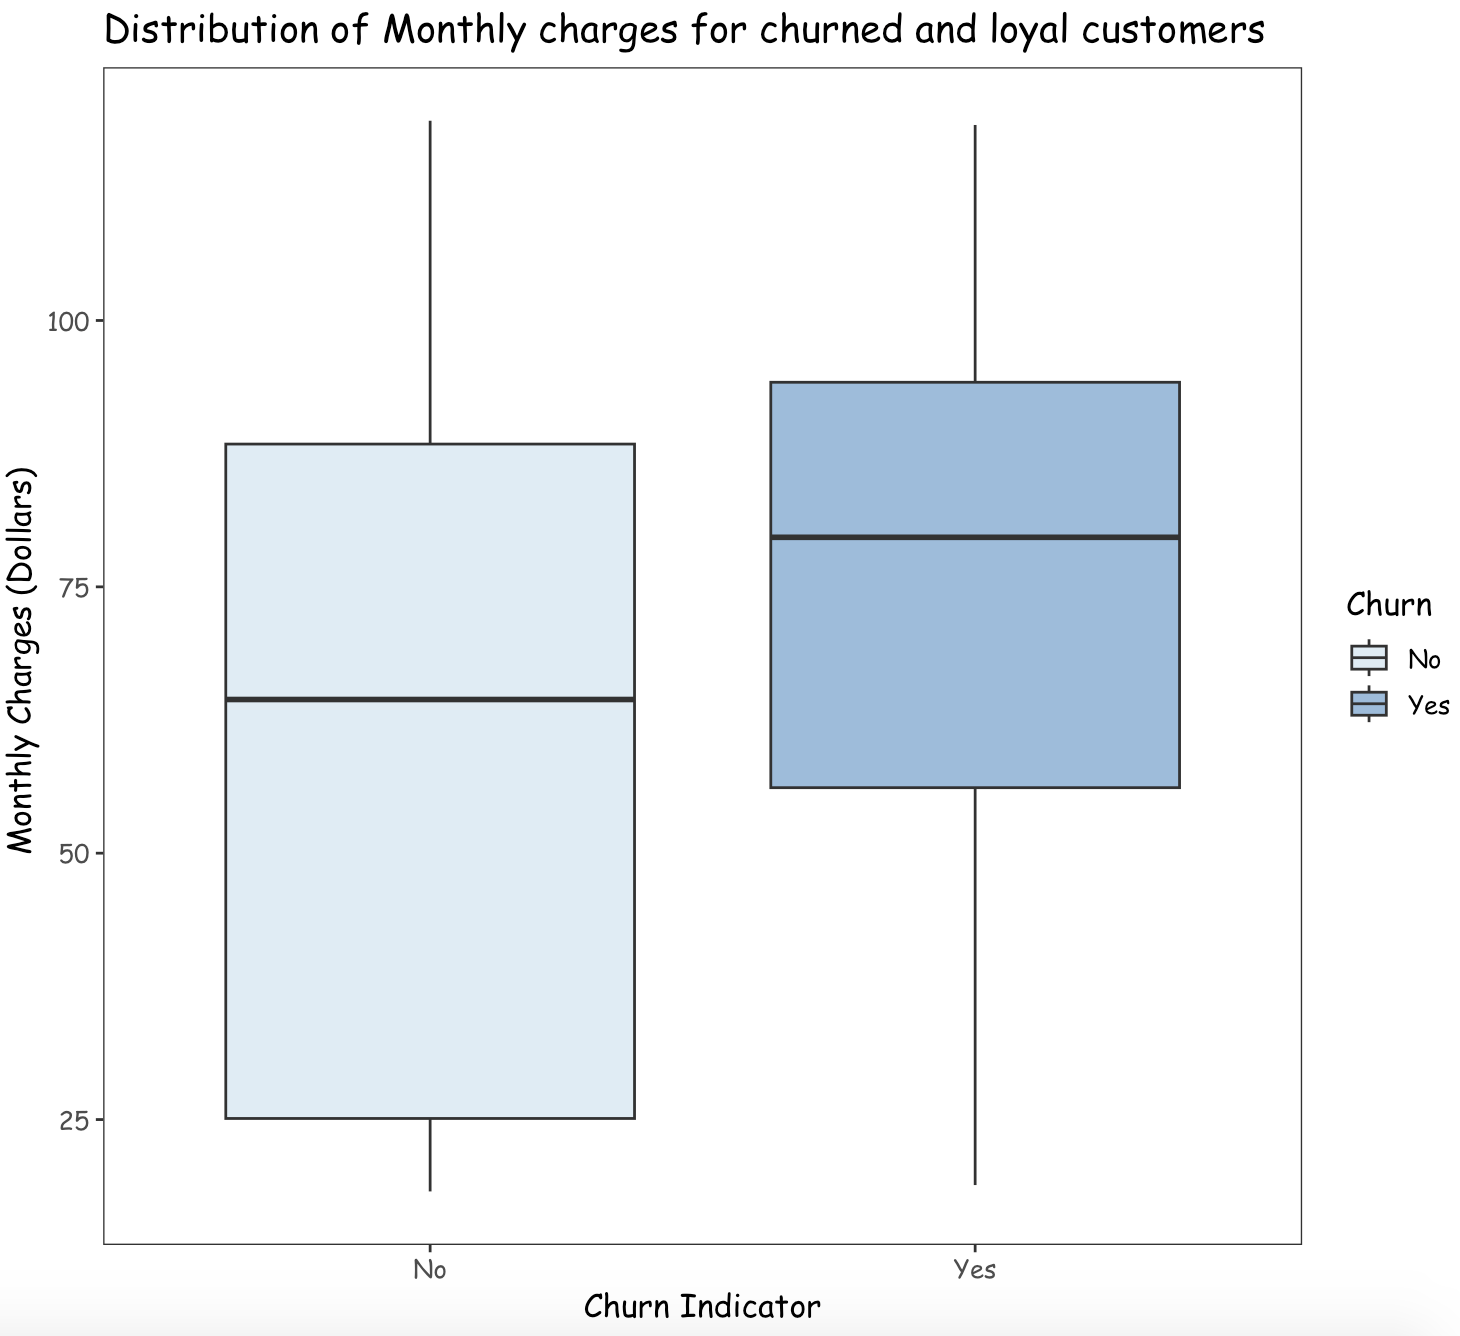 Distribution of Monthly charges for churned and loyal customers
Monthly Charges (Dollars)
100
75
50
25
No
Yes
Churn Indicator
Churn
No
Yes